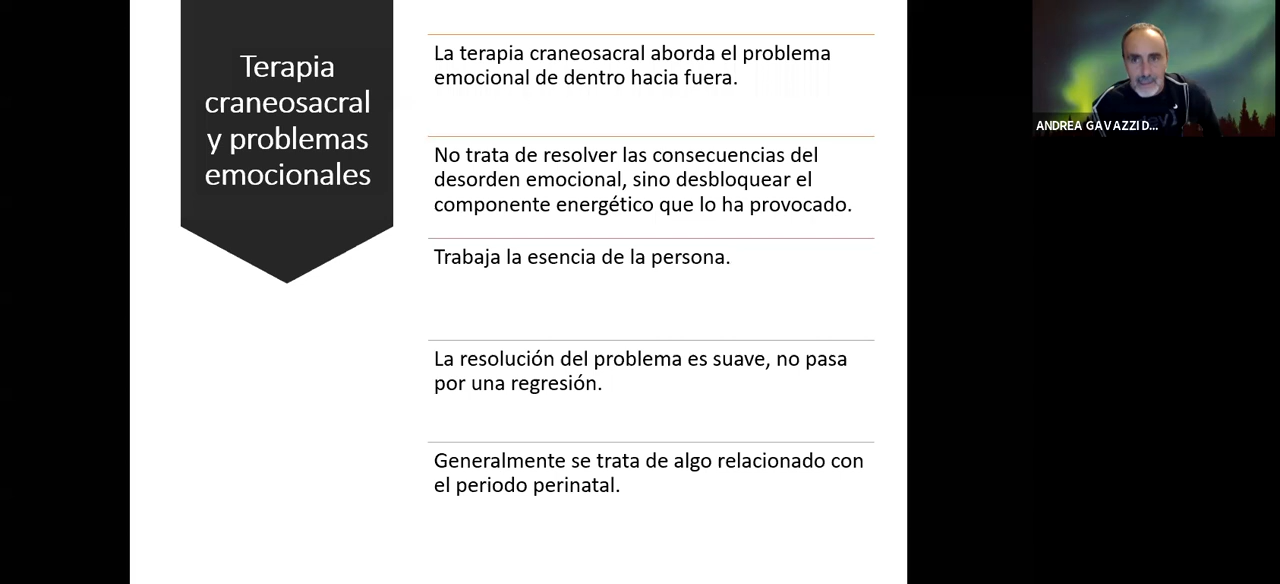 Terapia
craneosacral
y problemas
emocionales
La terapia craneosacral aborda el problema
emocional de dentro hacia fuera.
No trata de resolver las consecuencias del
desorden emocional, sino desbloquear el
componente energético que lo ha provocado.
Trabaja la esencia de la persona.
La resolución del problema es suave, no pasa
por una regresión.
Generalmente se trata de algo relacionado con
el periodo perinatal.
ANDREA GAVAZZI D...